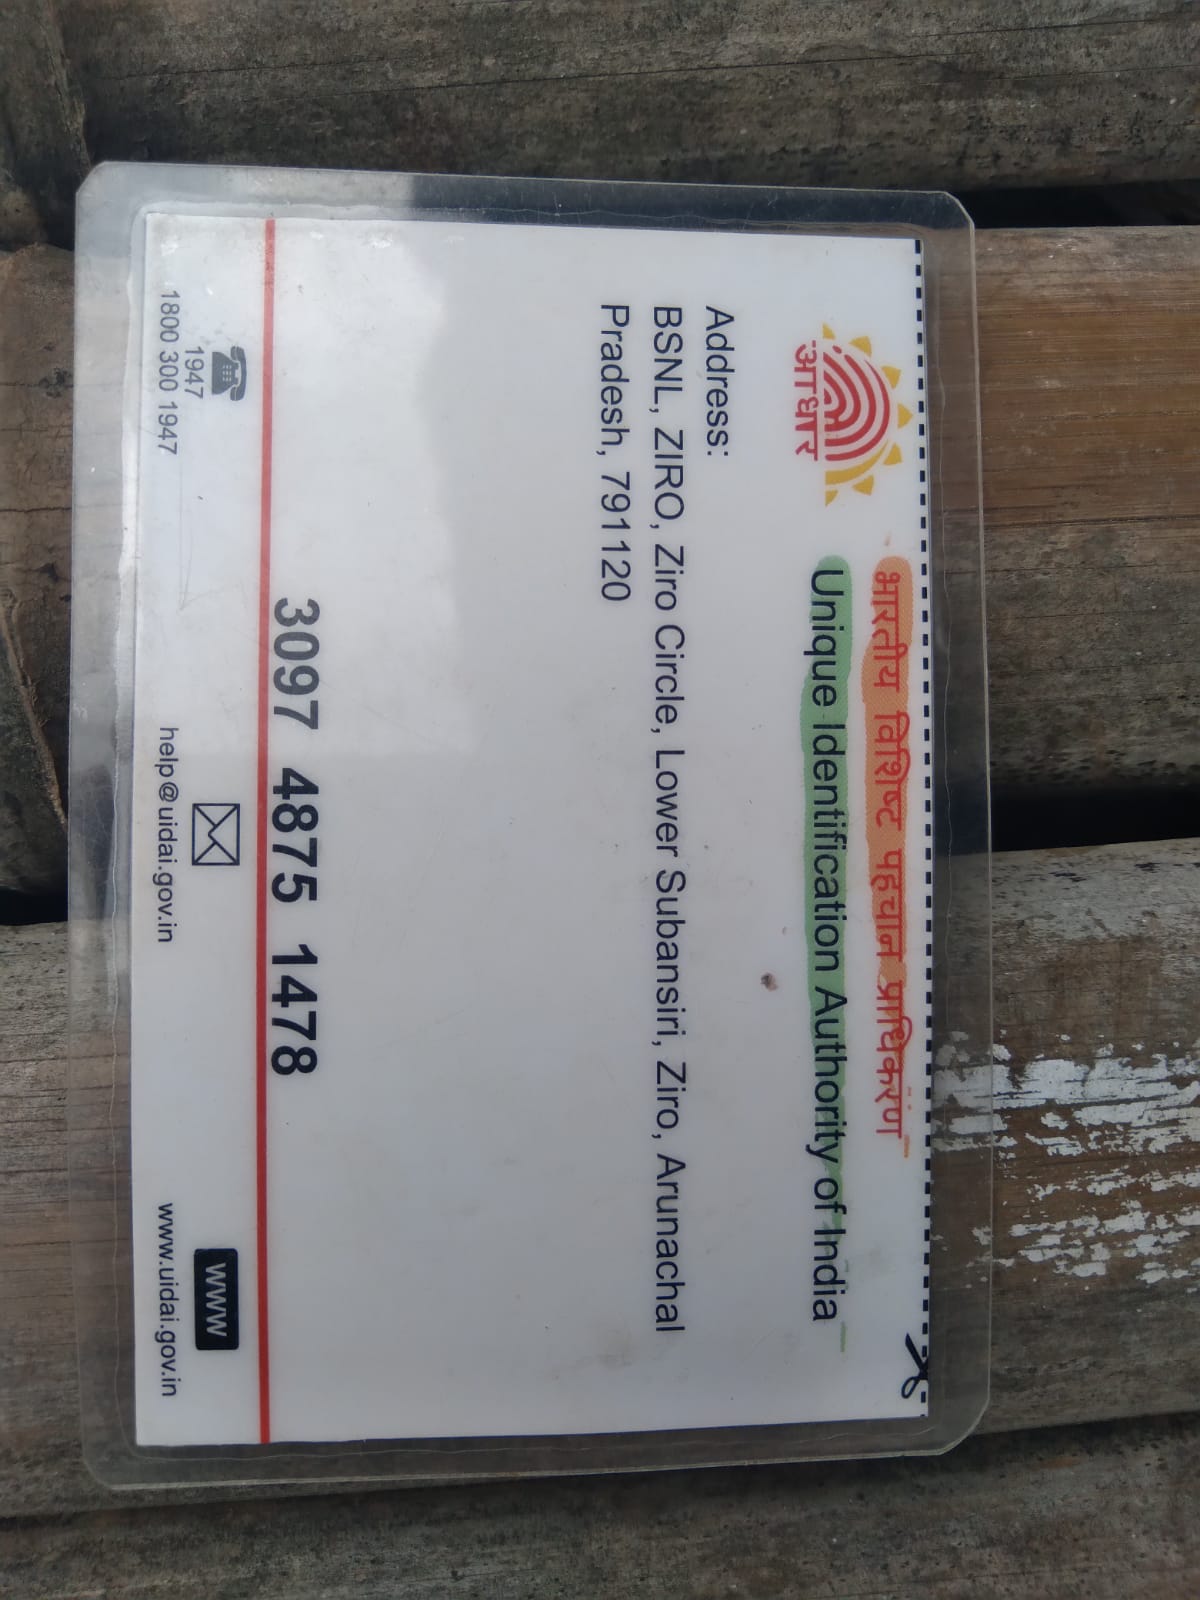 भारतीय विशिष्ट पहचान प्राधिकरण
आधार
Unique Identification Authority of India
Address:
BSNL, ZIRO, Ziro Circle, Lower Subansiri, Ziro, Arunachal
Pradesh, 791120
3097 4875 1478
1947
1800 300 1947
help@uidai.gov.in
WWW
www.uidai.gov.in